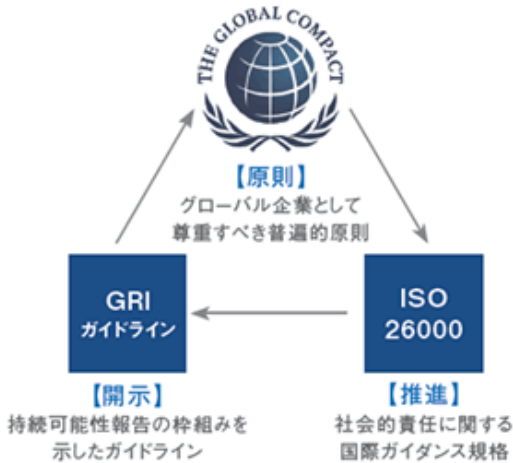 THE GLOBAL COMPACT
【原則】
グローバル企業として
尊重すべき普遍的原則
GRI
ガイドライン
【開示】
持続可能性報告の枠組みを
示したガイドライン
ISO
26000
【推進】
社会的責任に関する
国際ガイダンス規格